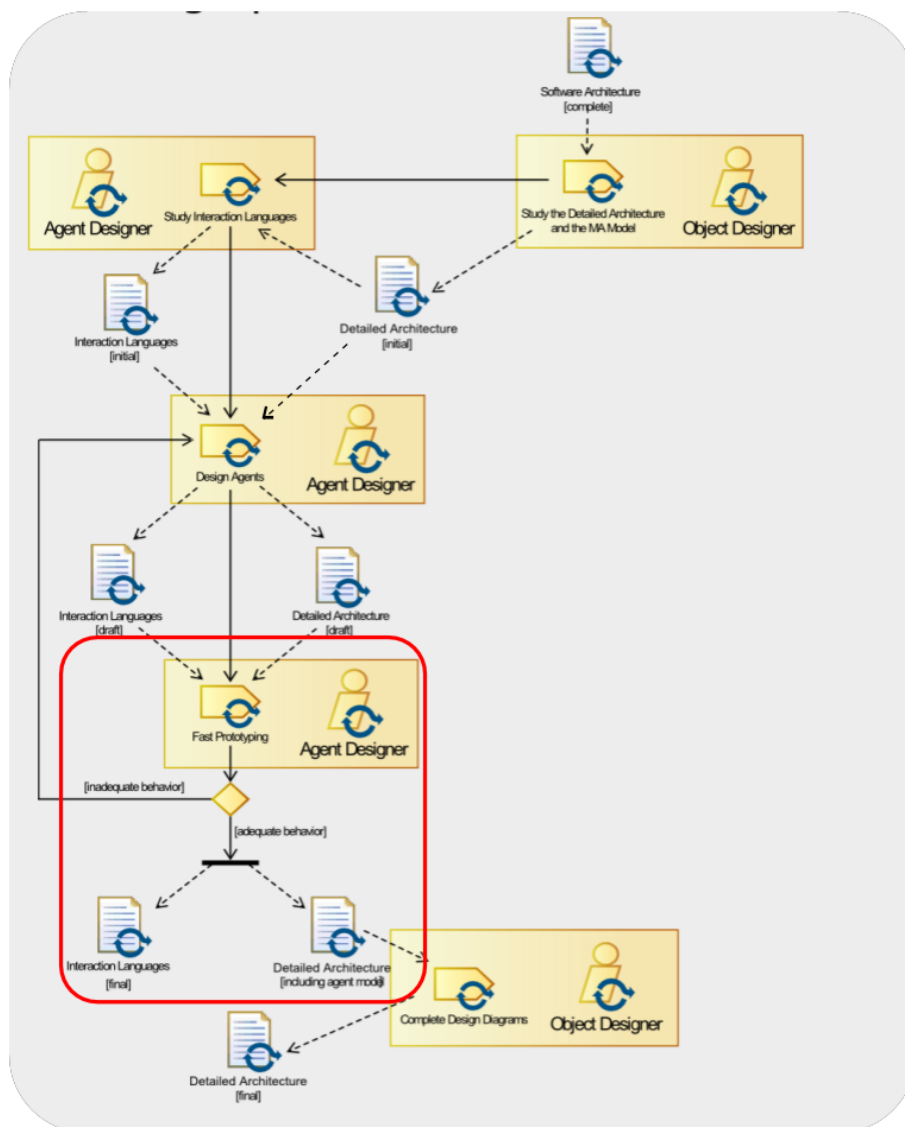 Software Architecture
[complete]
Agent Designer
Study Interaction Languages
Study the Detailed Architecture
and the MA Model
Object Designer
Interaction Languages
[initial]
Detailed Architecture
[initial]
Design Agents
Agent Designer
Interaction Languages
[draft]
Detailed Architecture
[draft]
Fast Prototyping
Agent Designer
[inadequate behavior]
[adequate behavior]
Interaction Languages
[final]
Detailed Architecture
[including agent model]
Complete Design Diagrams
Object Designer
Detailed Architecture
[final]